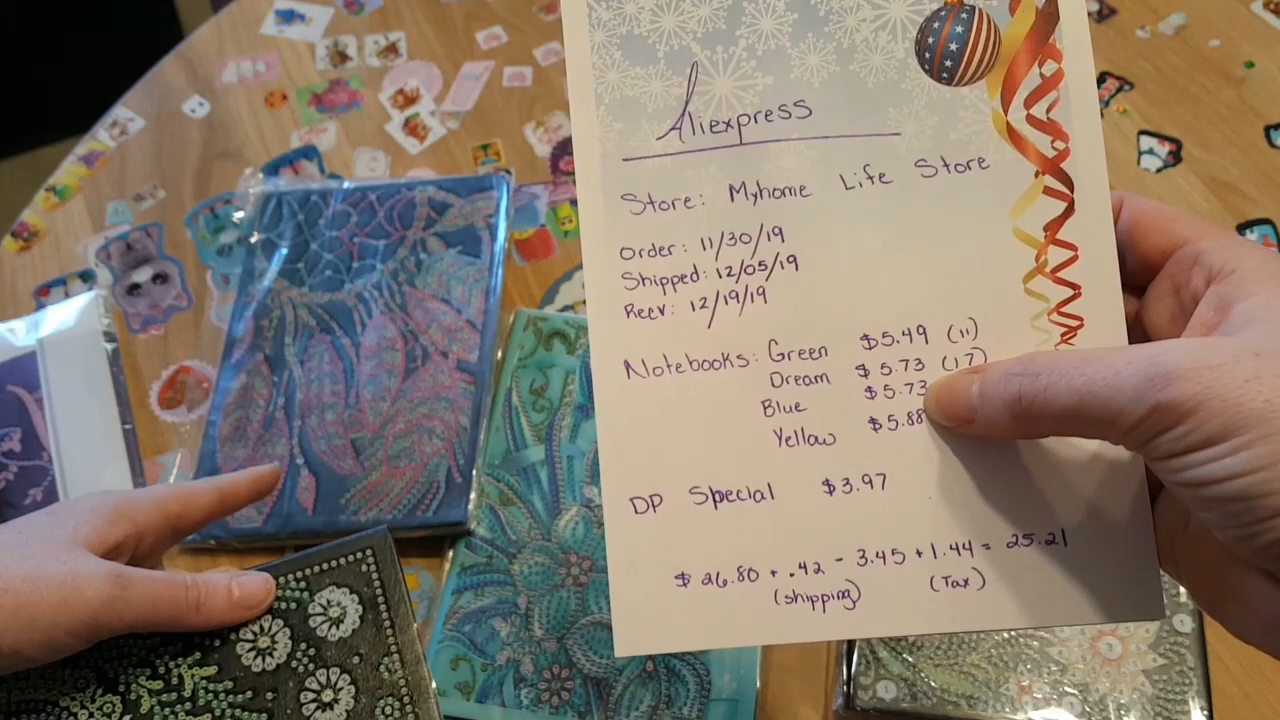 Aliexpress
Store: Myhome Life Store
Order: 11/30/19
Shipped: 12/05/19
Recv: 12/19/19
Notebooks: Green $5.49 (11)
Dream $5.73 (17)
Blue $5.73
Yellow $5.88
DP Special $3.97
$26.80 + .42 - 3.45 + 1.44 = 25.21
(shipping) (Tax)